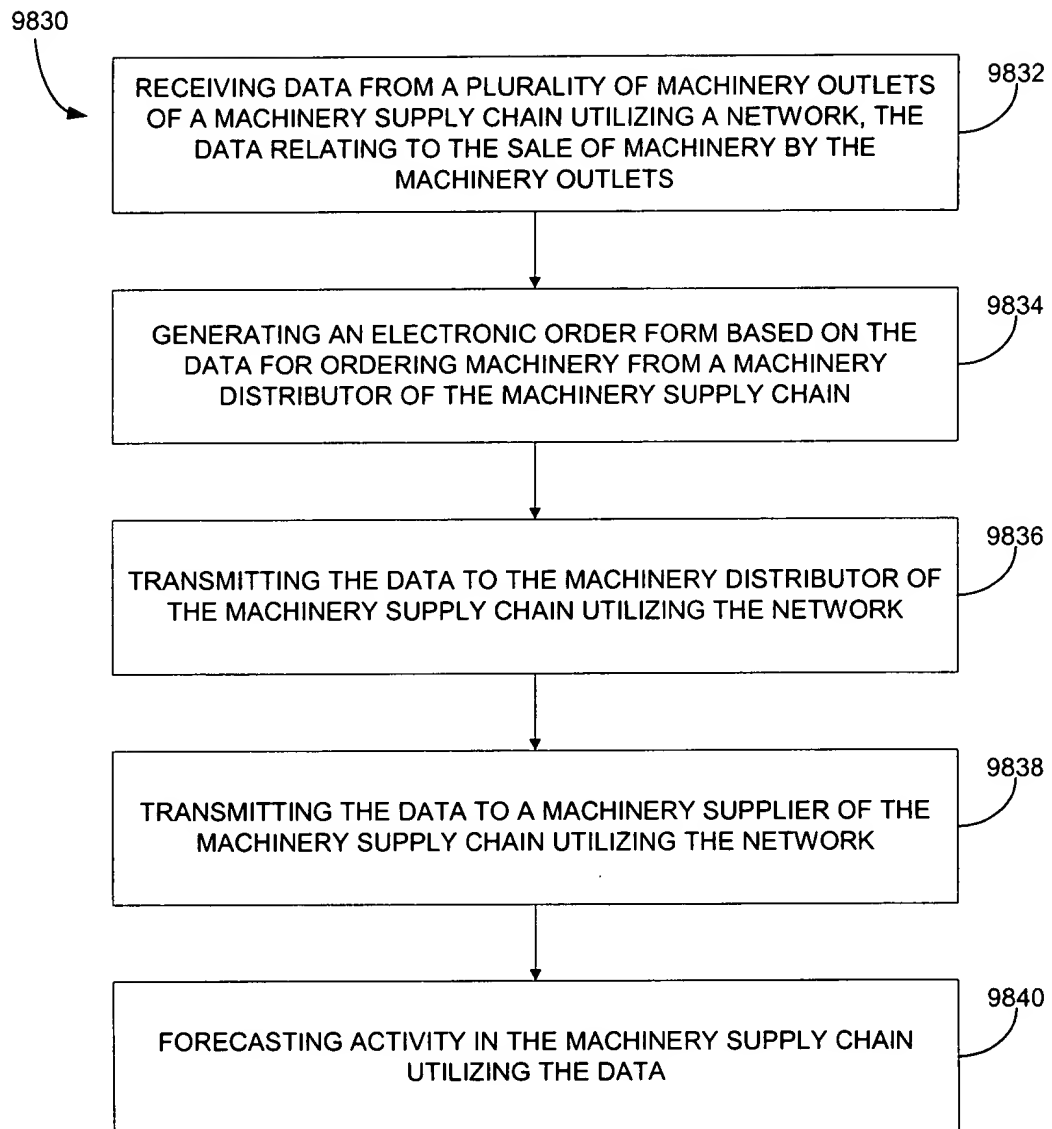 9830
9832
RECEIVING DATA FROM A PLURALITY OF MACHINERY OUTLETS
OF A MACHINERY SUPPLY CHAIN UTILIZING A NETWORK, THE
DATA RELATING TO THE SALE OF MACHINERY BY THE
MACHINERY OUTLETS
9834
GENERATING AN ELECTRONIC ORDER FORM BASED ON THE
DATA FOR ORDERING MACHINERY FROM A MACHINERY
DISTRIBUTOR OF THE MACHINERY SUPPLY CHAIN
9836
TRANSMITTING THE DATA TO THE MACHINERY DISTRIBUTOR OF
THE MACHINERY SUPPLY CHAIN UTILIZING THE NETWORK
9838
TRANSMITTING THE DATA TO A MACHINERY SUPPLIER OF THE
MACHINERY SUPPLY CHAIN UTILIZING THE NETWORK
9840
FORECASTING ACTIVITY IN THE MACHINERY SUPPLY CHAIN
UTILIZING THE DATA